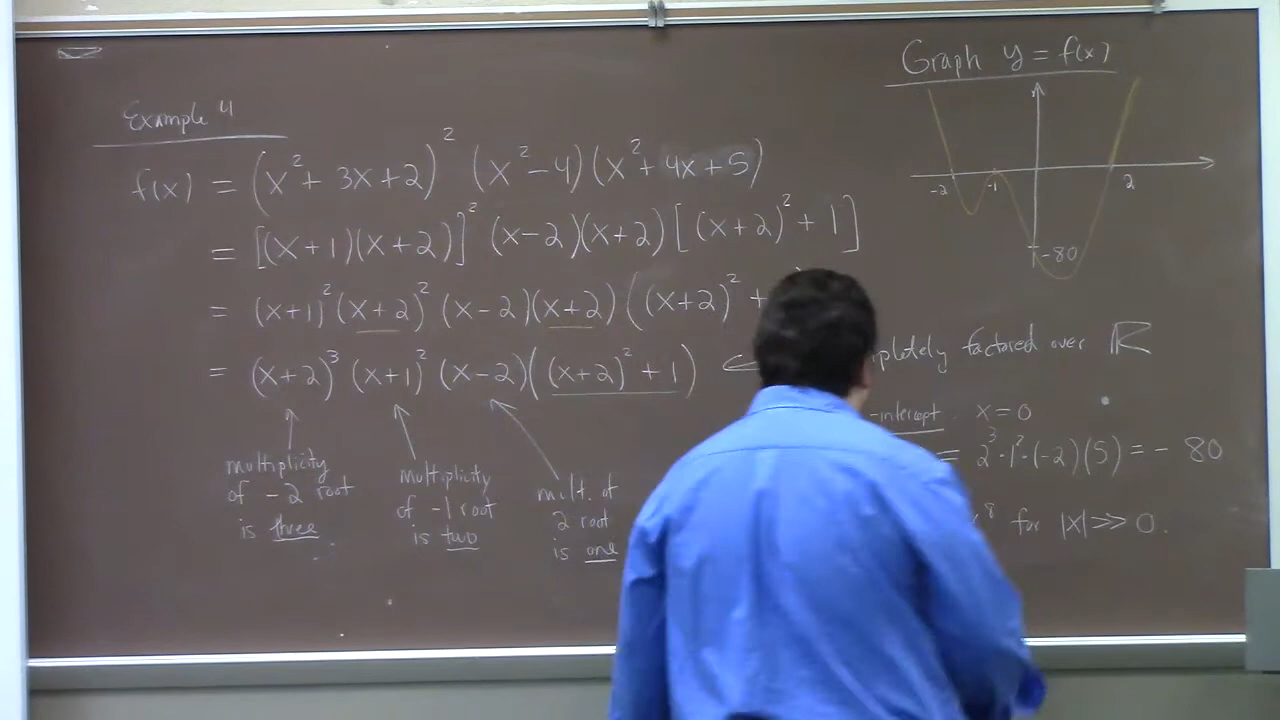 Example 4
f(x) = (x² + 3x + 2)² (x² - 4)(x² + 4x + 5)
= [(x + 1)(x + 2)]² (x - 2)(x + 2) [(x + 2)² + 1]
= (x+1)² (x + 2)² (x - 2)(x + 2) ((x+2)² +
= (x + 2)³ (x + 1)² (x - 2)((x + 2)² + 1)
multiplicity
of -2 root
is three
multiplicity
of -1 root
is two
mult. of
2 root
is one
Graph y = f(x)
-2 -1 2
-80
factored over ℝ
-intercept x = 0
= 2³·1²·(-2)(5) = - 80
⁸ for |x| >> 0.